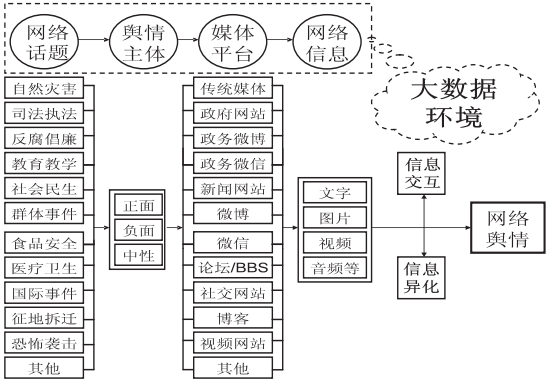 网络
话题
舆情
主体
媒体
平台
网络
信息
大数据
环境
自然灾害
司法执法
反腐倡廉
教育教学
社会民生
群体事件
食品安全
医疗卫生
国际事件
征地拆迁
恐怖袭击
其他
正面
负面
中性
传统媒体
政府网站
政务微博
政务微信
新闻网站
微博
微信
论坛/BBS
社交网站
博客
视频网站
其他
文字
图片
视频
音频等
信息
交互
信息
异化
网络
舆情